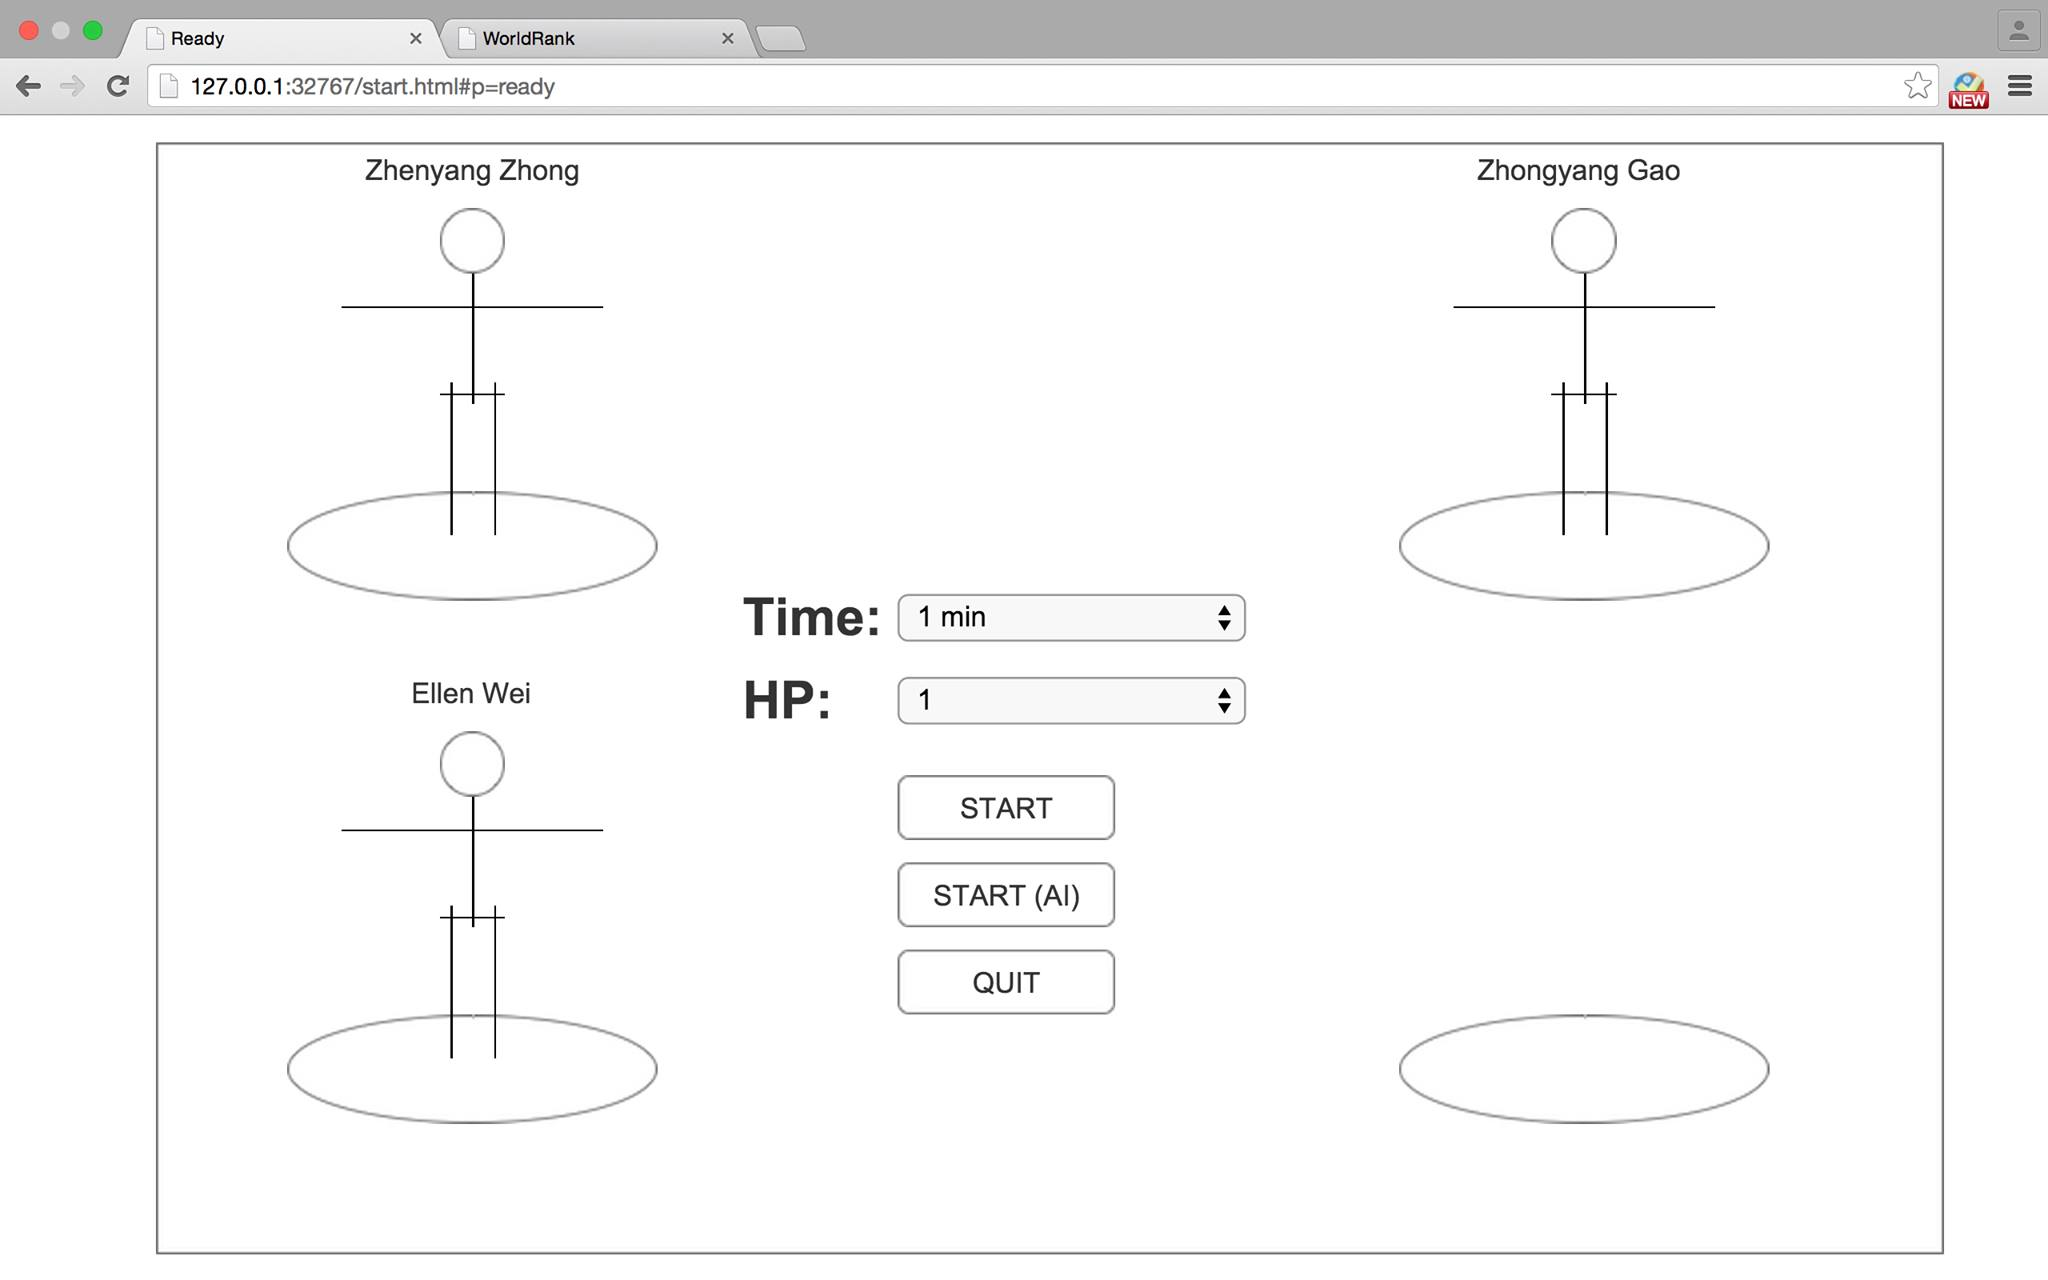 Ready
WorldRank
127.0.0.1:32767/start.html#p=ready
NEW
Zhenyang Zhong
Zhongyang Gao
Time: 1 min
Ellen Wei
HP: 1
START
START (AI)
QUIT